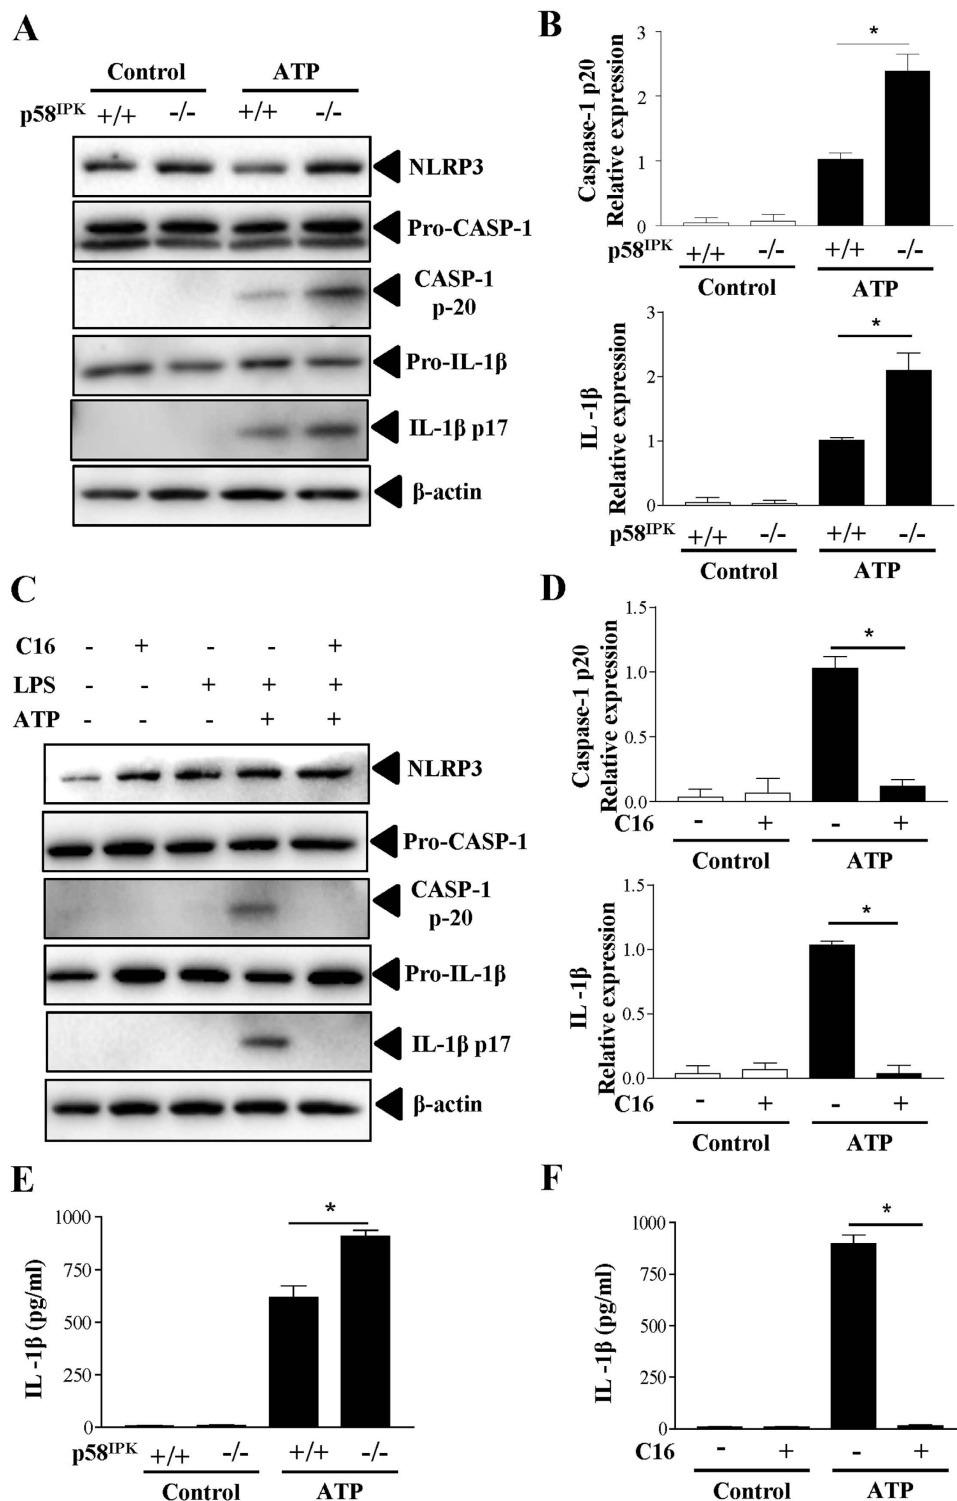 A
Control ATP
p58IPK +/+ -/- +/+ -/-
NLRP3
Pro-CASP-1
CASP-1
p-20
Pro-IL-1β
IL-1β p17
β-actin
B
Caspase-1 p20
Relative expression
3
2
1
0
*
p58IPK +/+ -/- +/+ -/-
Control ATP
IL -1β
Relative expression
3
2
1
0
*
p58IPK +/+ -/- +/+ -/-
Control ATP
C
C16 - + - - +
LPS - - + + +
ATP - - - + +
NLRP3
Pro-CASP-1
CASP-1
p-20
Pro-IL-1β
IL-1β p17
β-actin
D
Caspase-1 p20
Relative expression
1.5
1.0
0.5
0.0
*
C16 - + - +
Control ATP
IL -1β
Relative expression
1.5
1.0
0.5
0.0
*
C16 - + - +
Control ATP
E
IL -1β (pg/ml)
1000
750
500
250
0
*
p58IPK +/+ -/- +/+ -/-
Control ATP
F
IL -1β (pg/ml)
1000
750
500
250
0
*
C16 - + - +
Control ATP